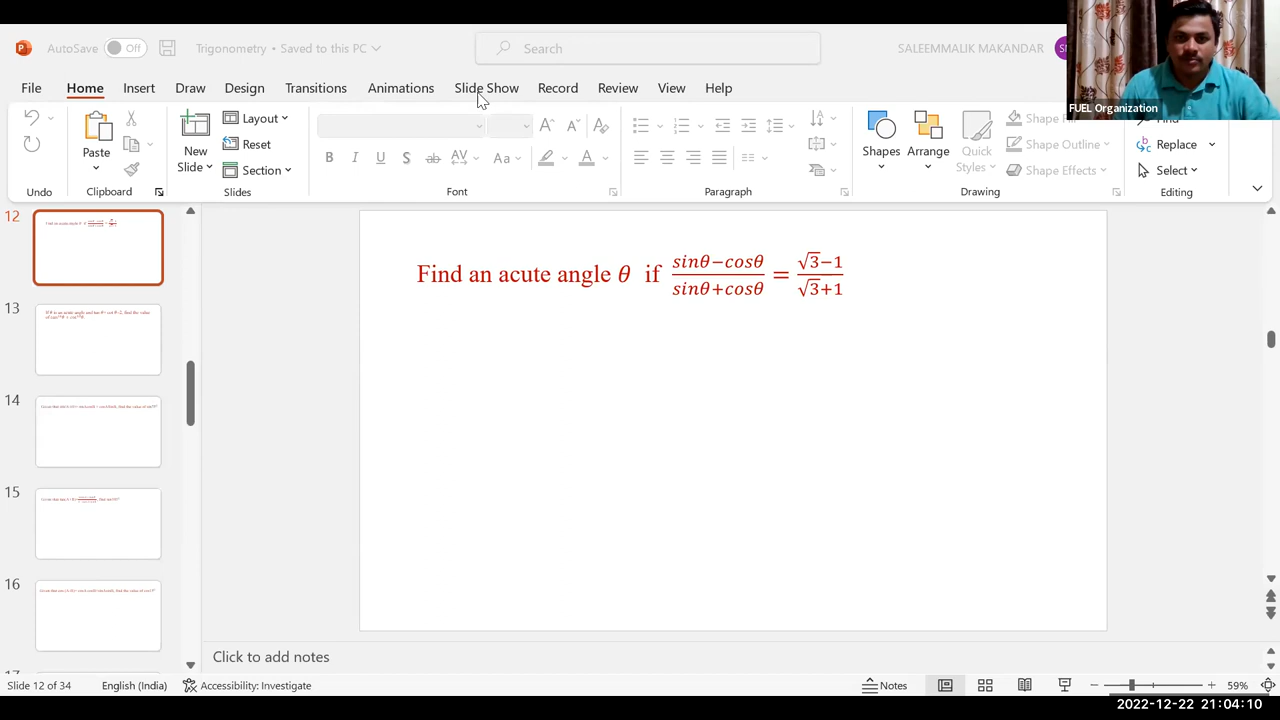 AutoSave Off Trigonometry • Saved to this PC Search SALEEMMALIK MAKANDAR
File Home Insert Draw Design Transitions Animations Slide Show Record Review View Help
FUEL Organization
Paste New Slide Layout Reset Section
Shapes Arrange Quick Styles Shape Fill Shape Outline Shape Effects Find Replace Select
Undo Clipboard Slides Font Paragraph Drawing Editing
12
Find an acute angle θ if (sinθ−cosθ)/(sinθ+cosθ) = (√3−1)/(√3+1)
13
14
15
16
17
Click to add notes
Slide 12 of 34 English (India) Accessibility: Investigate Notes 59%
2022-12-22 21:04:10